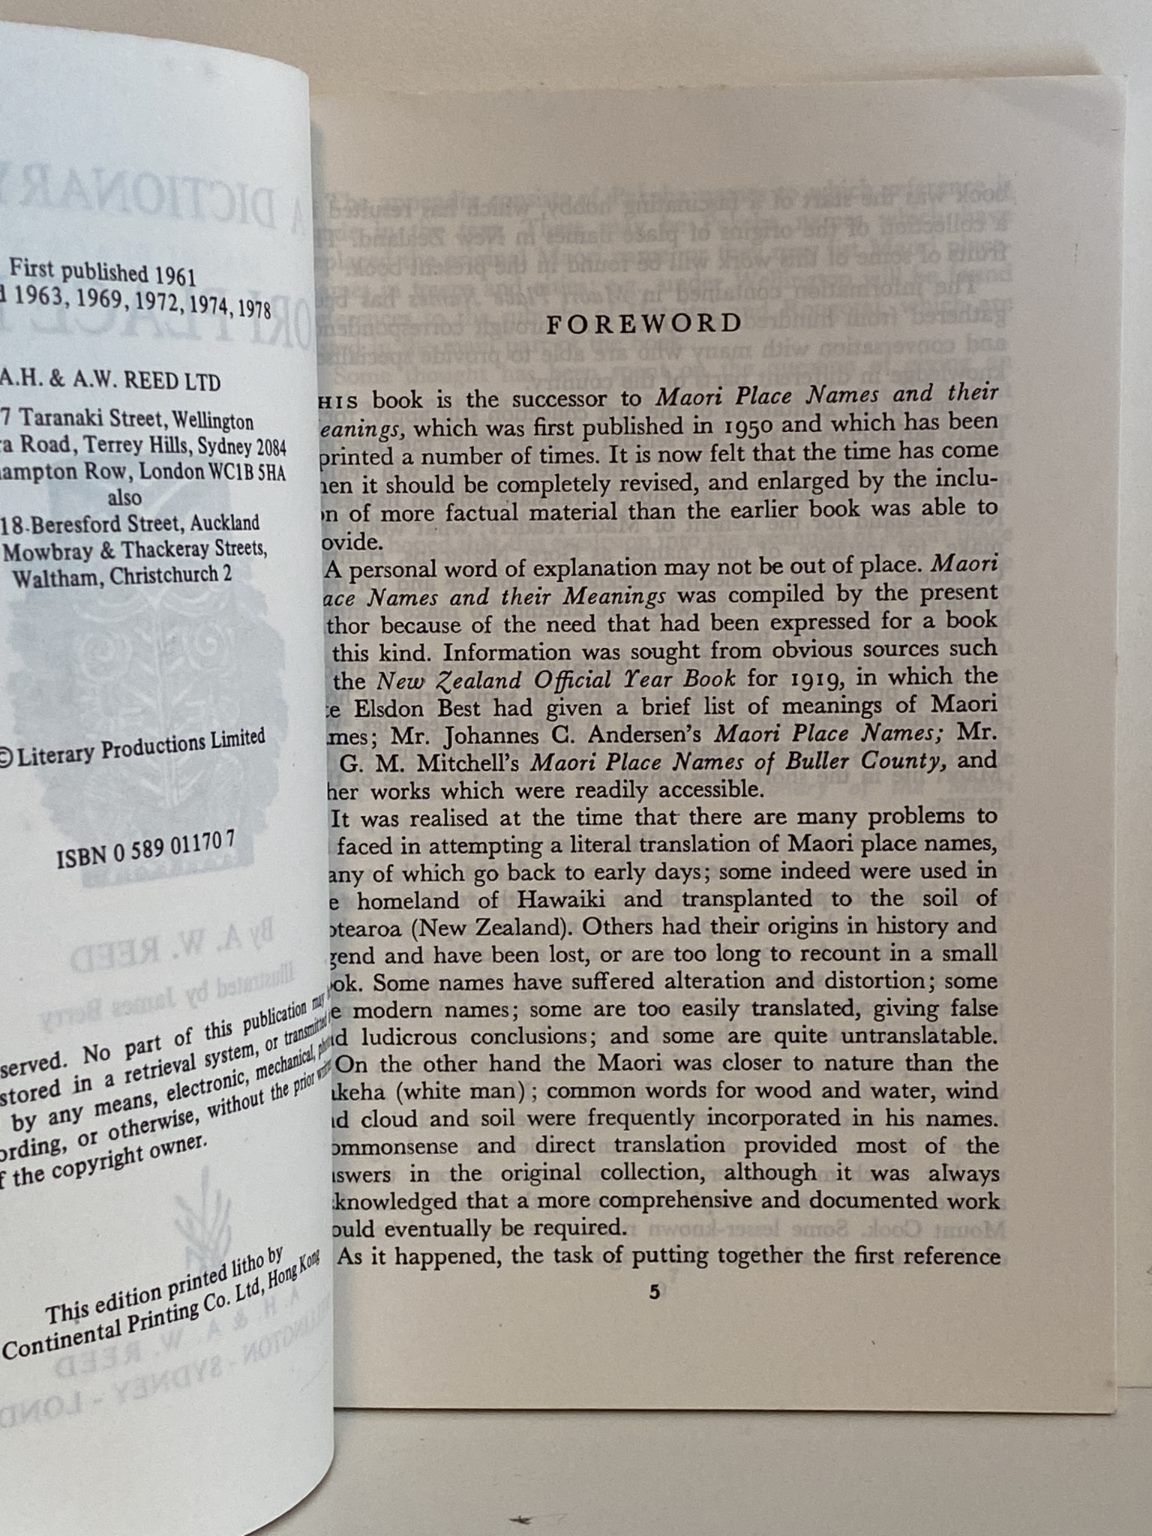 First published 1961
1963, 1969, 1972, 1974, 1978
A.H. & A.W. REED LTD
7 Taranaki Street, Wellington
Road, Terrey Hills, Sydney 2084
Row, London WC1B 5HA
also
18 Beresford Street, Auckland
Mowbray & Thackeray Streets,
Waltham, Christchurch 2
© Literary Productions Limited
ISBN 0 589 01170 7
served. No part of this publication may
stored in a retrieval system, or transmitted
by any means, electronic, mechanical,
ording, or otherwise, without the prior
f the copyright owner.
This edition printed litho by
Continental Printing Co. Ltd, Hong Kong
FOREWORD
HIS book is the successor to Maori Place Names and their
eanings, which was first published in 1950 and which has been
printed a number of times. It is now felt that the time has come
hen it should be completely revised, and enlarged by the inclu-
on of more factual material than the earlier book was able to
ovide.
A personal word of explanation may not be out of place. Maori
ace Names and their Meanings was compiled by the present
thor because of the need that had been expressed for a book
this kind. Information was sought from obvious sources such
the New Zealand Official Year Book for 1919, in which the
e Elsdon Best had given a brief list of meanings of Maori
mes; Mr. Johannes C. Andersen's Maori Place Names; Mr.
G. M. Mitchell's Maori Place Names of Buller County, and
her works which were readily accessible.
It was realised at the time that there are many problems to
faced in attempting a literal translation of Maori place names,
any of which go back to early days; some indeed were used in
e homeland of Hawaiki and transplanted to the soil of
otearoa (New Zealand). Others had their origins in history and
gend and have been lost, or are too long to recount in a small
ok. Some names have suffered alteration and distortion; some
e modern names; some are too easily translated, giving false
nd ludicrous conclusions; and some are quite untranslatable.
On the other hand the Maori was closer to nature than the
akeha (white man); common words for wood and water, wind
nd cloud and soil were frequently incorporated in his names.
ommonsense and direct translation provided most of the
swers in the original collection, although it was always
knowledged that a more comprehensive and documented work
ould eventually be required.
As it happened, the task of putting together the first reference
5